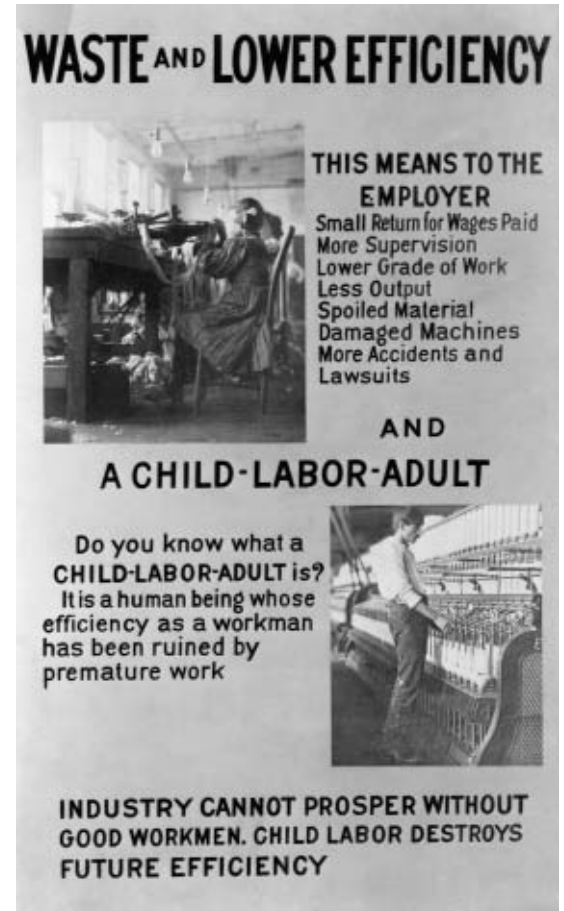 WASTE AND LOWER EFFICIENCY
THIS MEANS TO THE
EMPLOYER
Small Return for Wages Paid
More Supervision
Lower Grade of Work
Less Output
Spoiled Material
Damaged Machines
More Accidents and
Lawsuits
AND
A CHILD-LABOR-ADULT
Do you know what a
CHILD-LABOR-ADULT is?
It is a human being whose
efficiency as a workman
has been ruined by
premature work
INDUSTRY CANNOT PROSPER WITHOUT
GOOD WORKMEN. CHILD LABOR DESTROYS
FUTURE EFFICIENCY